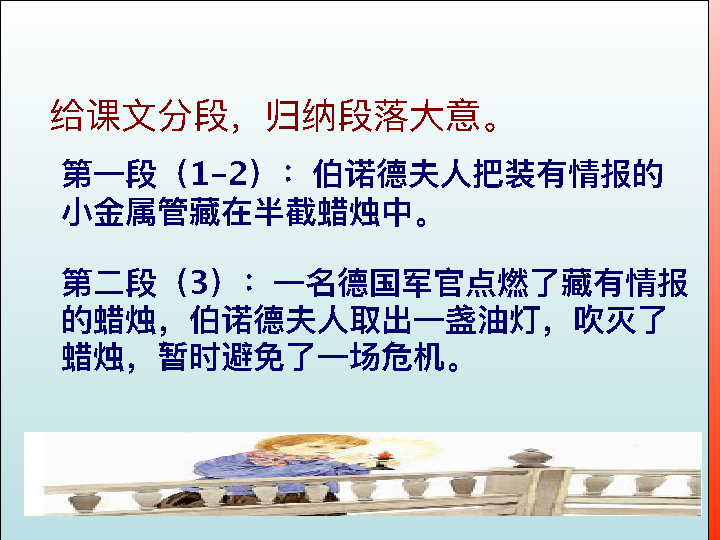 给课文分段，归纳段落大意。
第一段（1–2）：伯诺德夫人把装有情报的
小金属管藏在半截蜡烛中。
第二段（3）：一名德国军官点燃了藏有情报
的蜡烛，伯诺德夫人取出一盏油灯，吹灭了
蜡烛，暂时避免了一场危机。